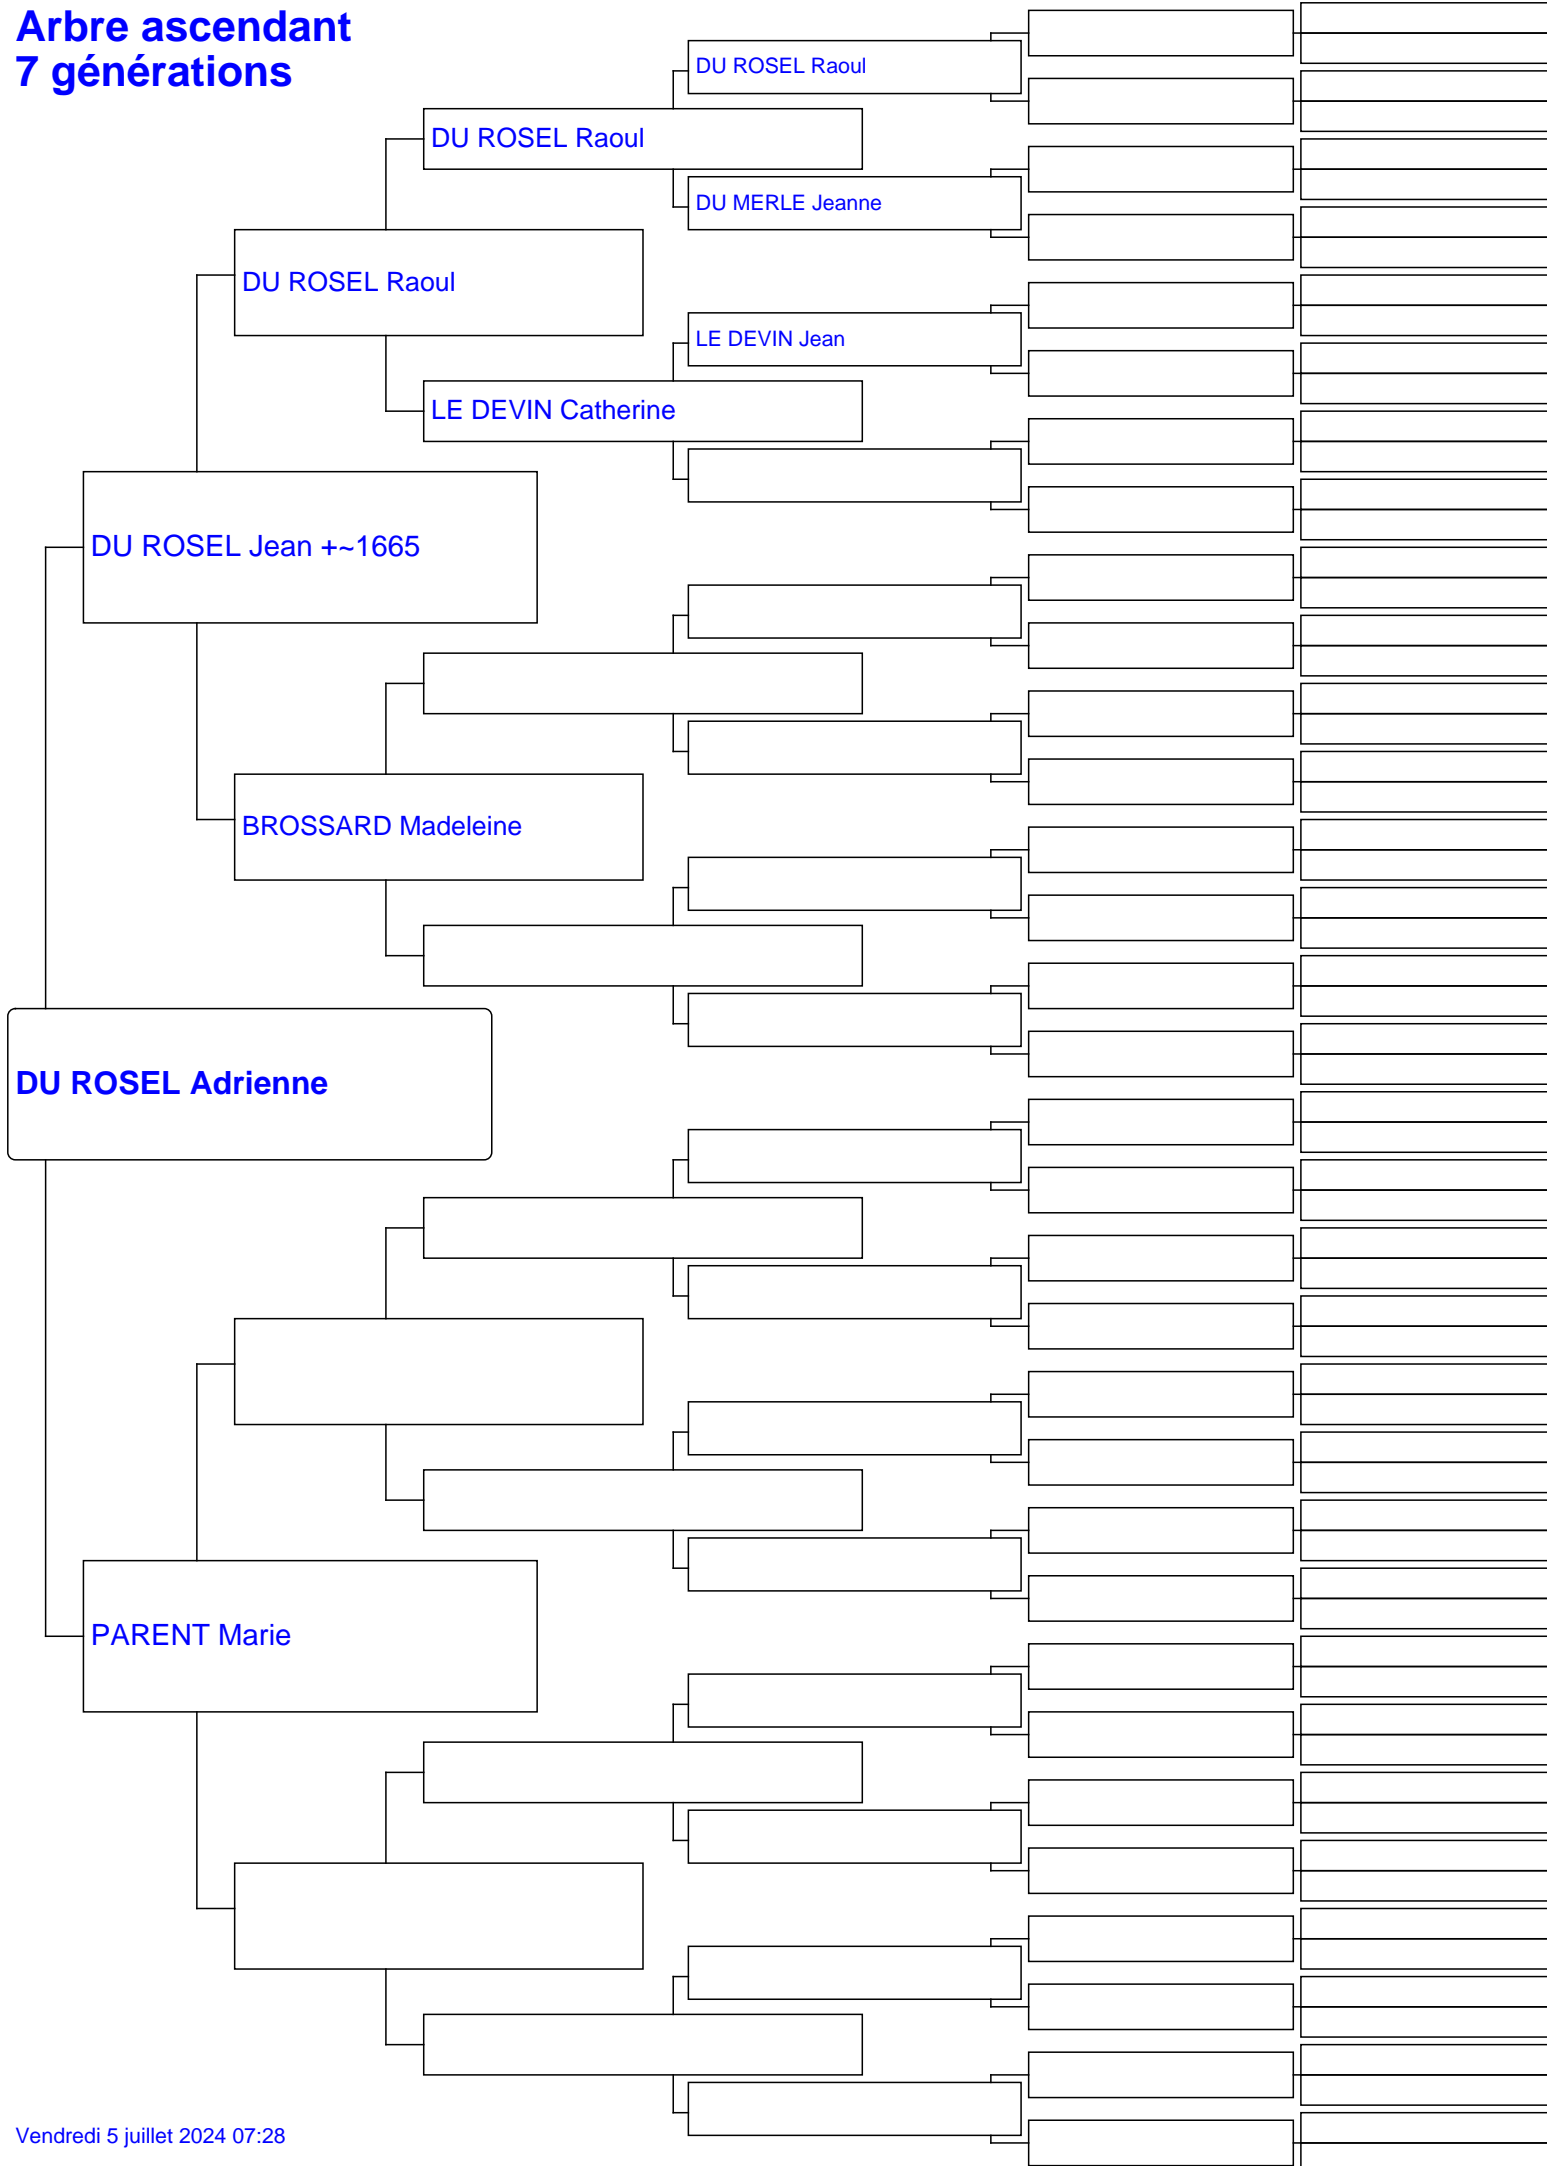 Arbre ascendant
7 générations
DU ROSEL Raoul
DU ROSEL Raoul
DU MERLE Jeanne
DU ROSEL Raoul
LE DEVIN Jean
LE DEVIN Catherine
DU ROSEL Jean +~1665
BROSSARD Madeleine
DU ROSEL Adrienne
PARENT Marie
Vendredi 5 juillet 2024 07:28